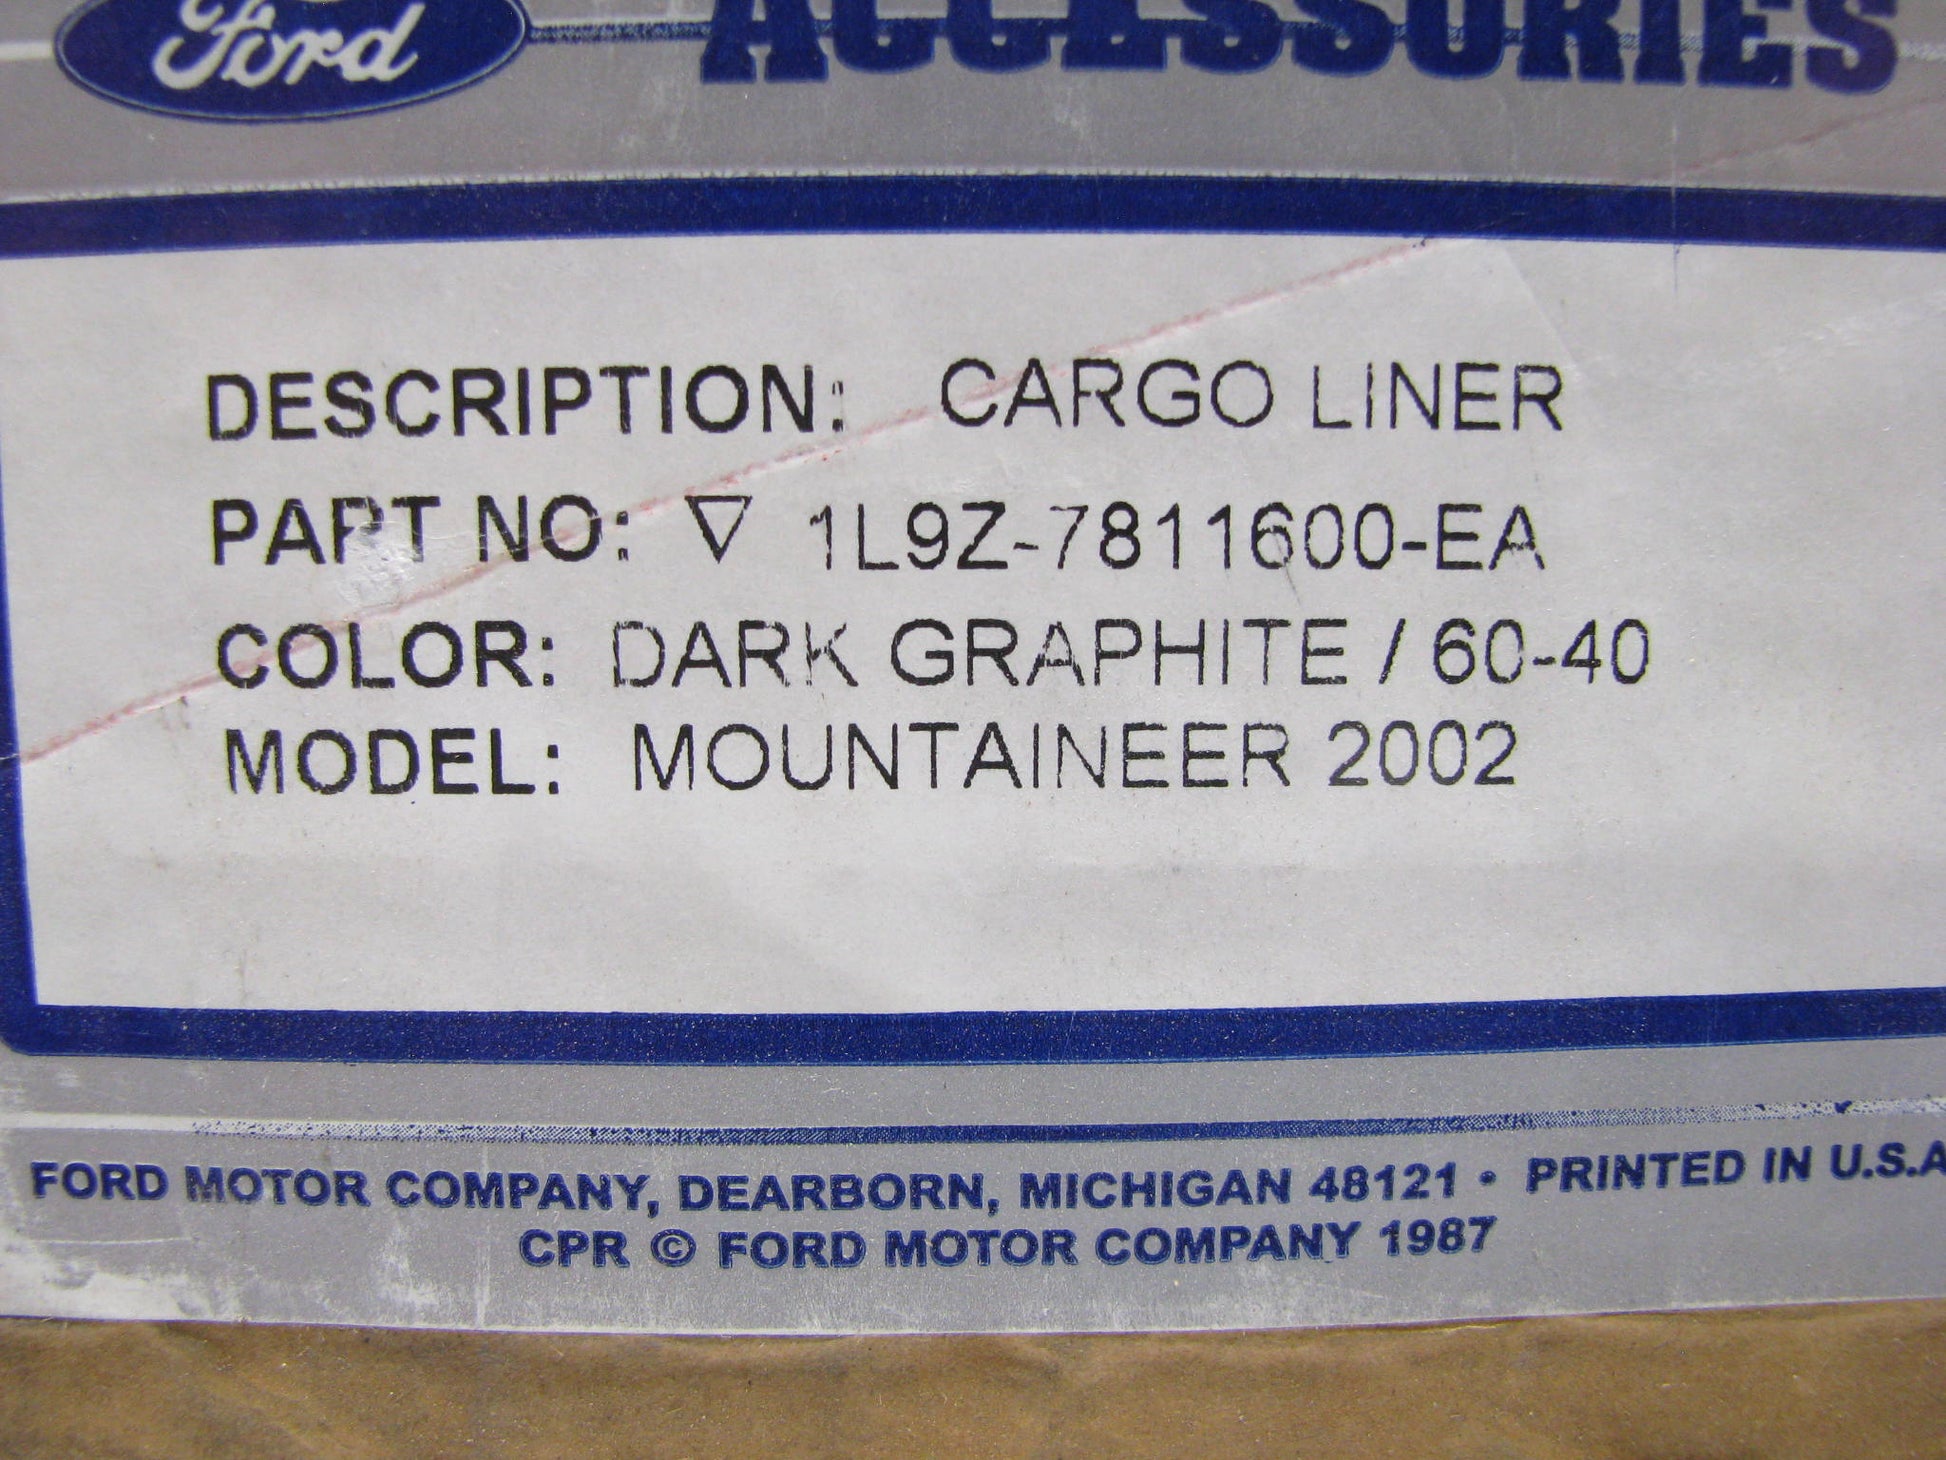 Ford ACCESSORIES
DESCRIPTION: CARGO LINER
PART NO: ▽ 1L9Z-7811600-EA
COLOR: DARK GRAPHITE / 60-40
MODEL: MOUNTAINEER 2002
FORD MOTOR COMPANY, DEARBORN, MICHIGAN 48121 • PRINTED IN U.S.A
CPR © FORD MOTOR COMPANY 1987